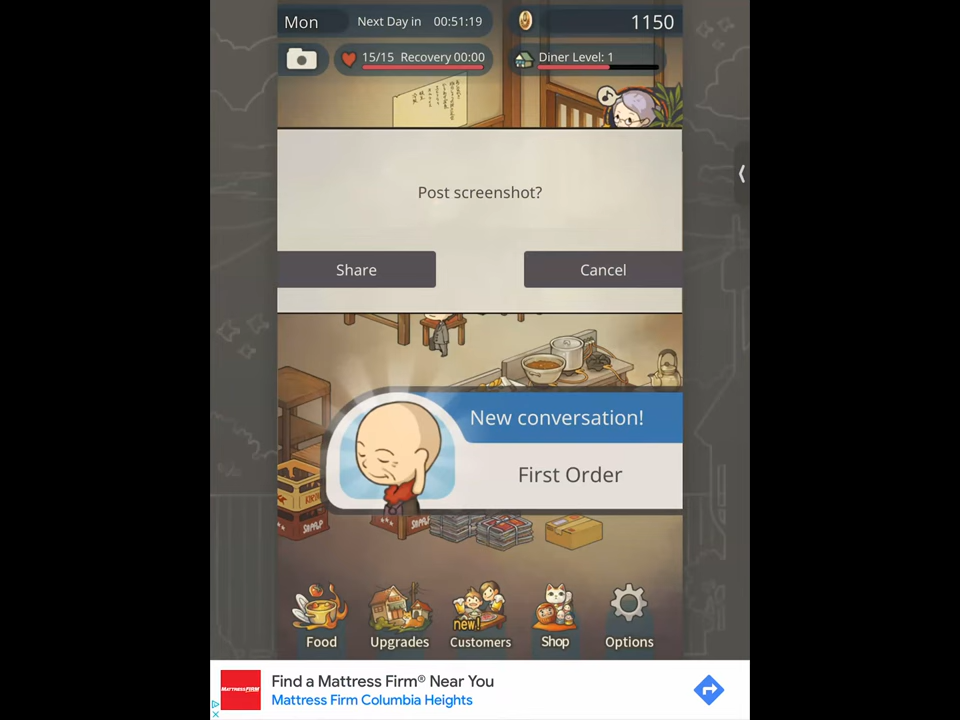 Mon
Next Day in 00:51:19
1150
15/15 Recovery 00:00
Diner Level: 1
Post screenshot?
Share
Cancel
New conversation!
First Order
new!
Food
Upgrades
Customers
Shop
Options
MATTRESS FIRM
Find a Mattress Firm® Near You
Mattress Firm Columbia Heights